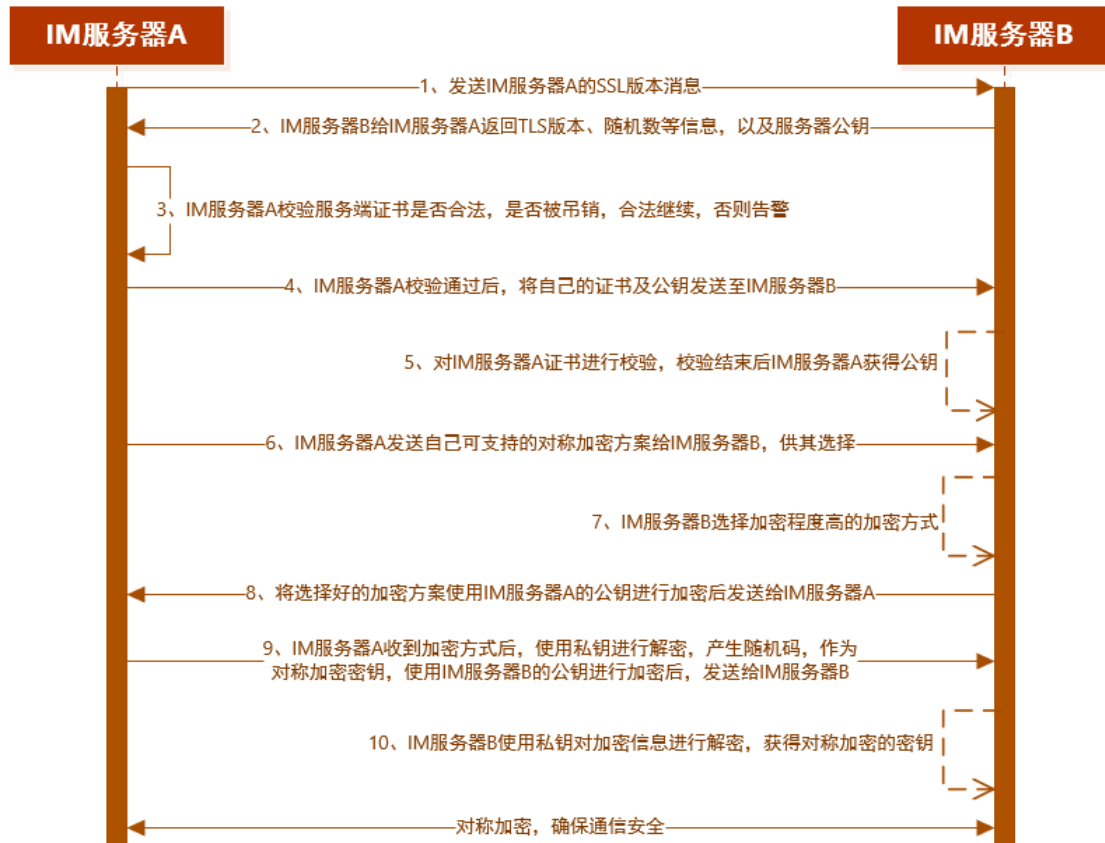 IM服务器A
IM服务器B
1、发送IM服务器A的SSL版本消息
2、IM服务器B给IM服务器A返回TLS版本、随机数等信息，以及服务器公钥
3、IM服务器A校验服务端证书是否合法，是否被吊销，合法继续，否则告警
4、IM服务器A校验通过后，将自己的证书及公钥发送至IM服务器B
5、对IM服务器A证书进行校验，校验结束后IM服务器A获得公钥
6、IM服务器A发送自己可支持的对称加密方案给IM服务器B，供其选择
7、IM服务器B选择加密程度高的加密方式
8、将选择好的加密方案使用IM服务器A的公钥进行加密后发送给IM服务器A
9、IM服务器A收到加密方式后，使用私钥进行解密，产生随机码，作为
对称加密密钥，使用IM服务器B的公钥进行加密后，发送给IM服务器B
10、IM服务器B使用私钥对加密信息进行解密，获得对称加密的密钥
对称加密，确保通信安全